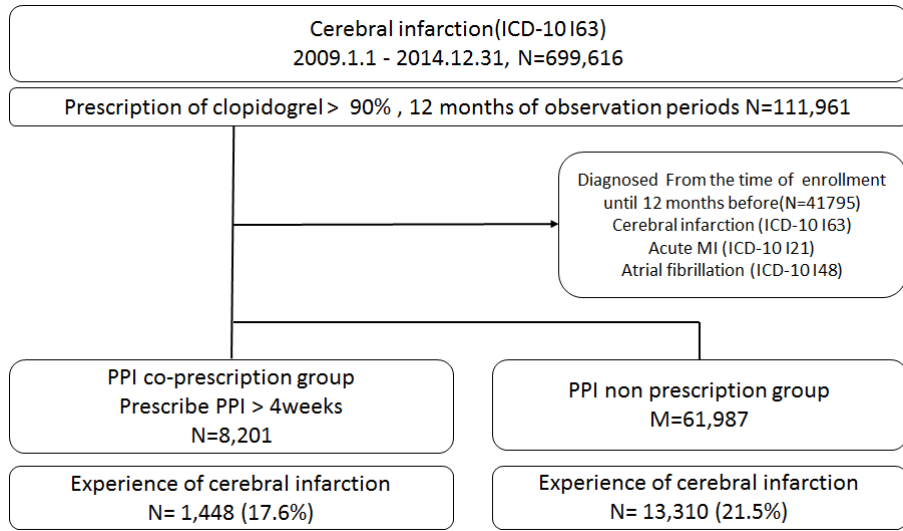 Cerebral infarction(ICD-10 I63)
2009.1.1 - 2014.12.31, N=699,616
Prescription of clopidogrel > 90% , 12 months of observation periods N=111,961
Diagnosed From the time of enrollment
until 12 months before(N=41795)
Cerebral infarction (ICD-10 I63)
Acute MI (ICD-10 I21)
Atrial fibrillation (ICD-10 I48)
PPI co-prescription group
Prescribe PPI > 4weeks
N=8,201
PPI non prescription group
M=61,987
Experience of cerebral infarction
N= 1,448 (17.6%)
Experience of cerebral infarction
N= 13,310 (21.5%)